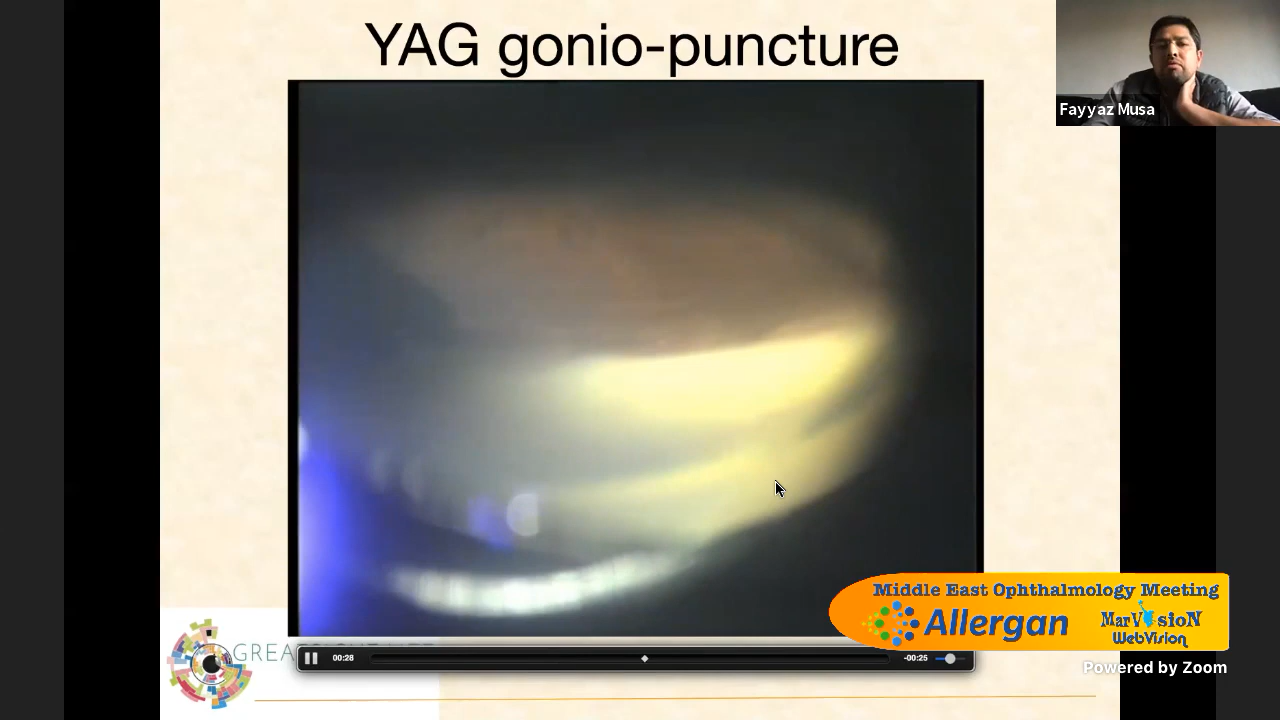 YAG gonio-puncture
Fayyaz Musa
Middle East Ophthalmology Meeting
Allergan
MarVisioN
WebVision
GREA
00:28
-00:25
Powered by Zoom